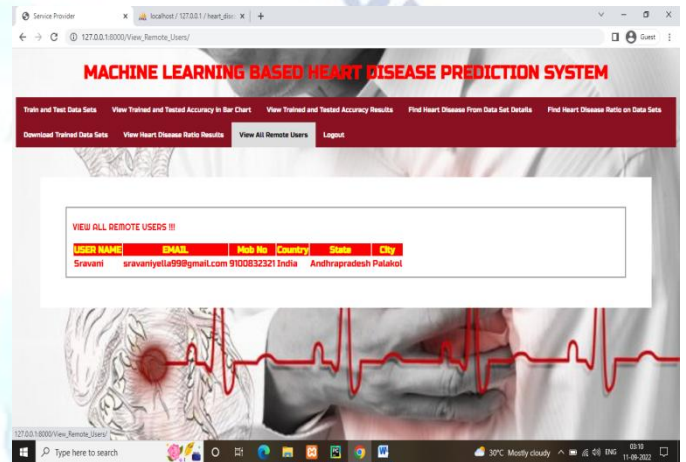 Service Provider
localhost / 127.0.0.1 / heart_disea
127.0.0.1:8000/View_Remote_Users/
Guest
MACHINE LEARNING BASED HEART DISEASE PREDICTION SYSTEM
Train and Test Data Sets View Trained and Tested Accuracy in Bar Chart View Trained and Tested Accuracy Results Find Heart Disease From Data Set Details Find Heart Disease Ratio on Data Sets
Download Trained Data Sets View Heart Disease Ratio Results View All Remote Users Logout
VIEW ALL REMOTE USERS !!!
USER NAME EMAIL Mob No Country State City
Sravani sravaniyella99@gmail.com 9100832321 India Andhrapradesh Palakol
127.0.0.1:8000/View_Remote_Users/
Type here to search
30°C Mostly cloudy ENG
03:10
11-09-2022